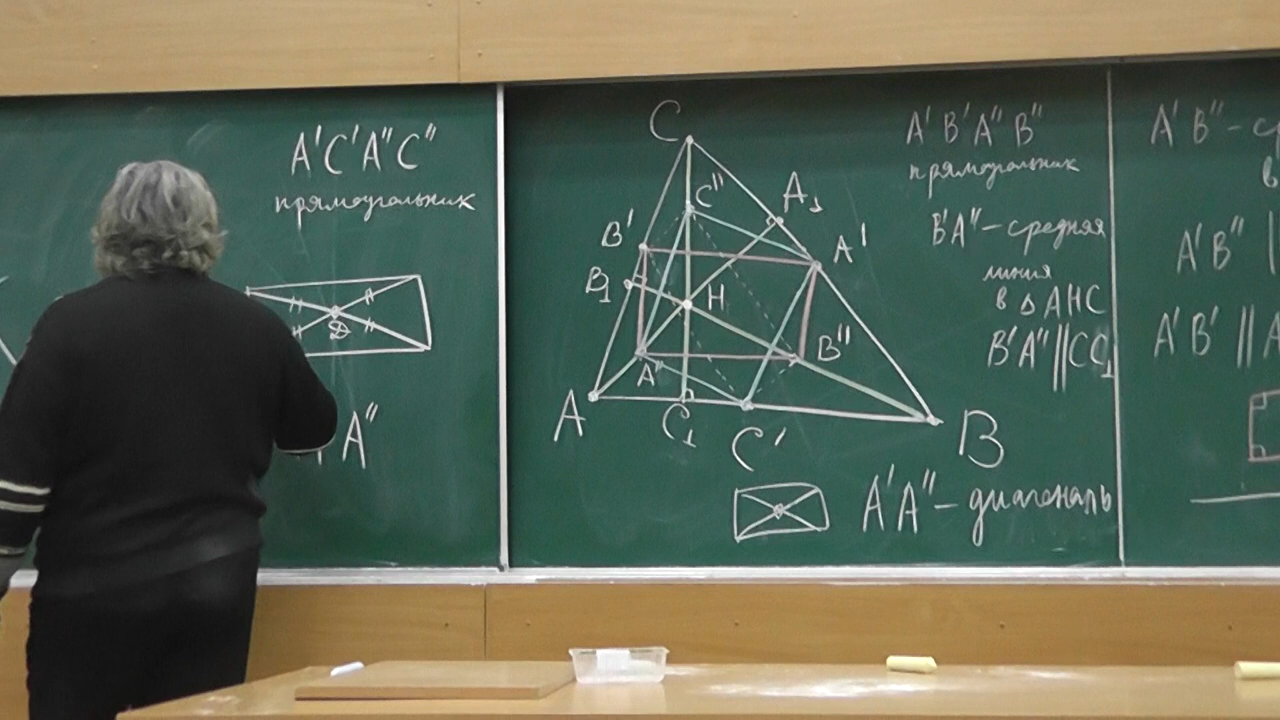 A'C'A''C''
прямоугольник
D
A''
C
C''
A₁
B'
A'
B₁
H
B''
A''
A
C₁
C'
B
A'B'A''B''
прямоугольник
B'A'' – средняя
линия
в △ AHC
B'A'' || CC₁
A'A'' – диагональ
A'B'' – с
в
A'B'' |
A'B' || A